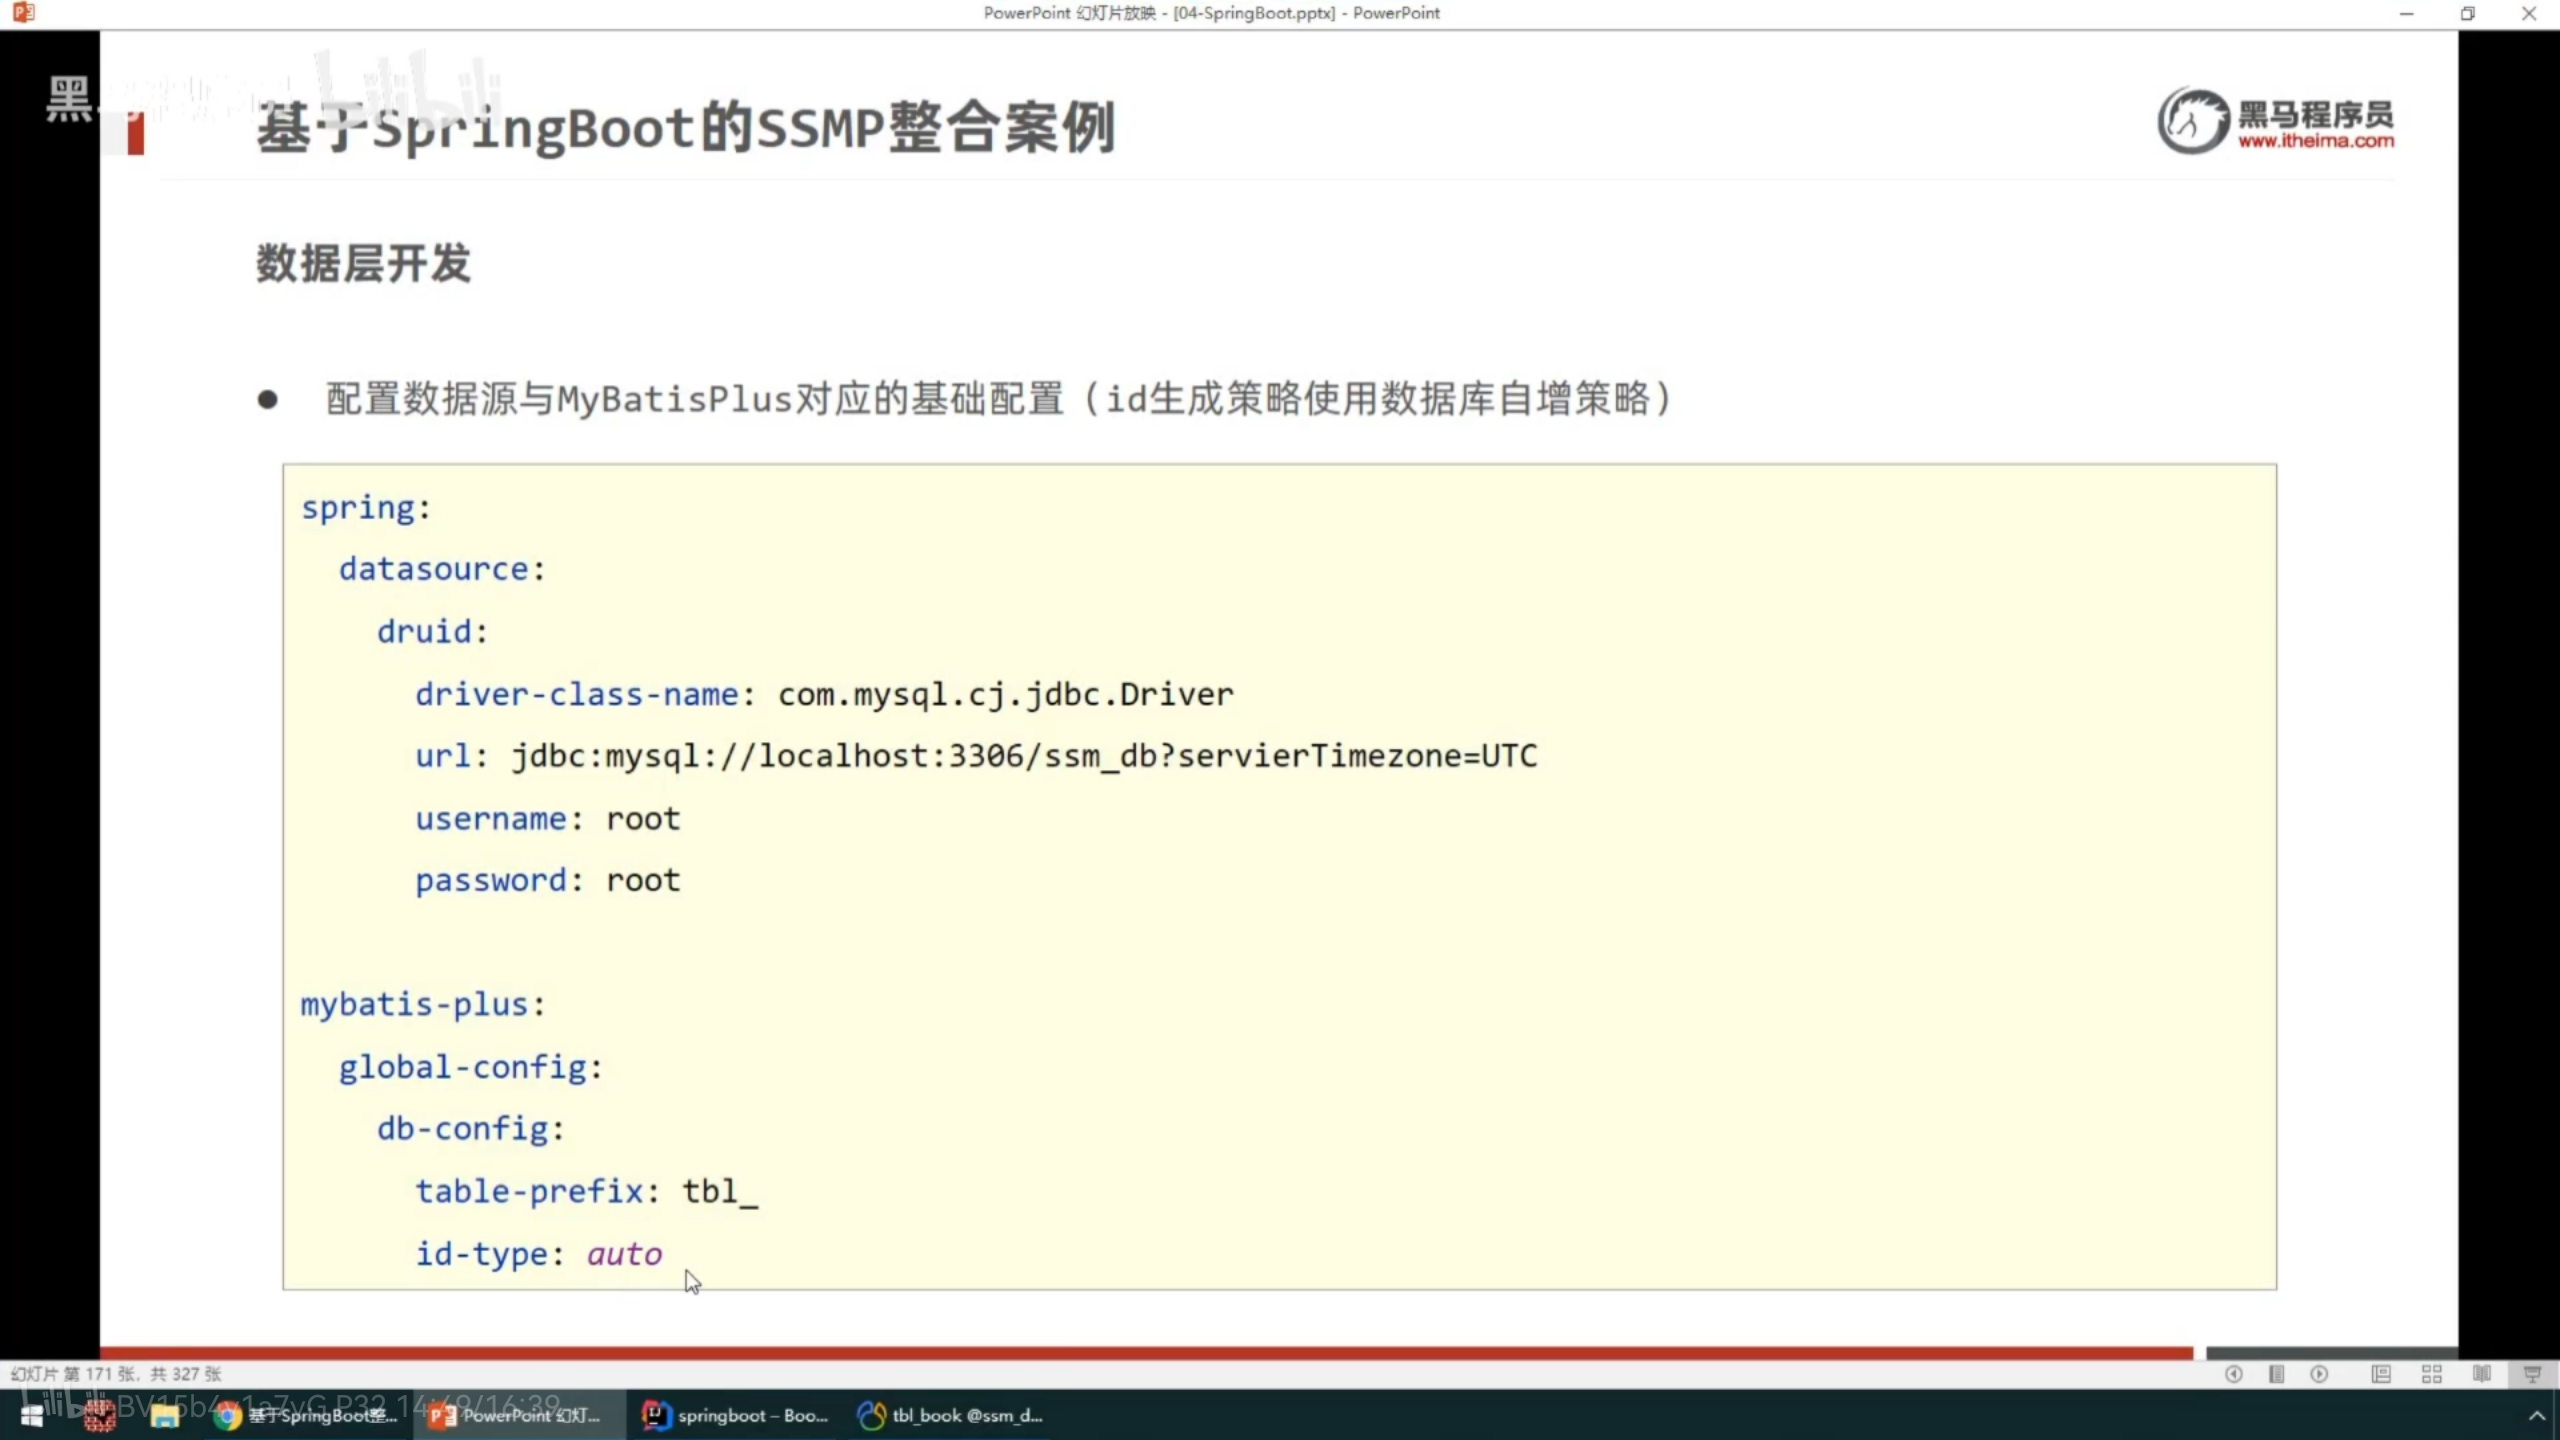 PowerPoint 幻灯片放映 - [04-SpringBoot.pptx] - PowerPoint
基于SpringBoot的SSMP整合案例
黑马程序员
www.itheima.com
数据层开发
● 配置数据源与MyBatisPlus对应的基础配置（id生成策略使用数据库自增策略）
spring:
datasource:
druid:
driver-class-name: com.mysql.cj.jdbc.Driver
url: jdbc:mysql://localhost:3306/ssm_db?servierTimezone=UTC
username: root
password: root
mybatis-plus:
global-config:
db-config:
table-prefix: tbl_
id-type: auto
幻灯片 第 171 张，共 327 张
bilibili BV15b4y1a7yG P32 14:49/16:39
基于SpringBoot整...
PowerPoint 幻灯...
springboot – Boo...
tbl_book @ssm_d...